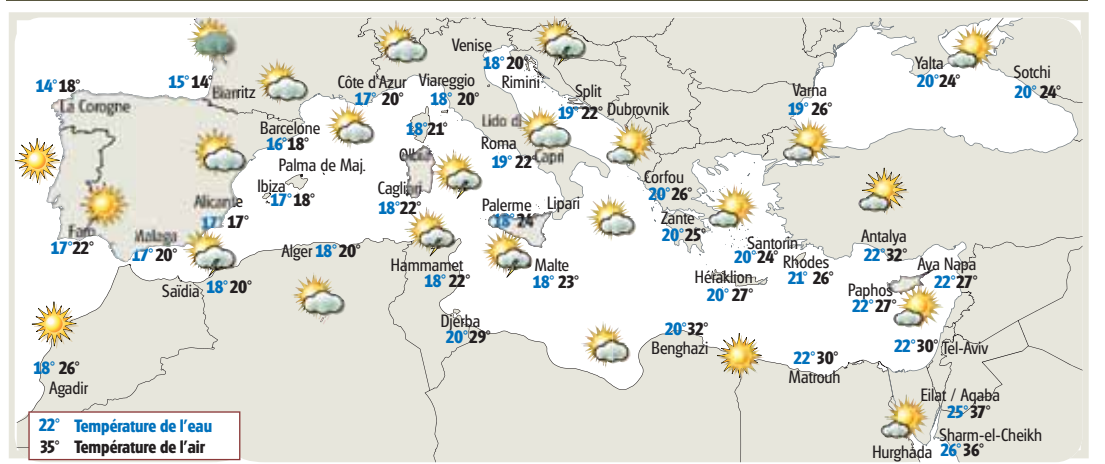 Venise
18° 20°
Rimini
Yalta
20° 24°
Sotchi
20° 24°
14° 18°
La Corogne
15° 14°
Biarritz
Côte d'Azur
17° 20°
Viareggio
18° 20°
Split
19° 22°
Dubrovnik
Varna
19° 26°
Barcelone
16° 18°
18° 21°
Olbia
Lido di
Roma
19° 22°
Capri
Palma de Maj.
Ibiza
17° 18°
Cagliari
18° 22°
Corfou
20° 26°
Alicante
17° 17°
Palerme
18° 24°
Lipari
Zante
20° 25°
Faro
17° 22°
Malaga
17° 20°
Alger 18° 20°
Santorin
20° 24°
Antalya
22° 32°
Hammamet
18° 22°
Malte
18° 23°
Rhodes
21° 26°
Aya Napa
22° 27°
Saïdia
18° 20°
Héraklion
20° 27°
Paphos
22° 27°
Djerba
20° 29°
20° 32°
Benghazi
22° 30°
Tel-Aviv
22° 30°
Matrouh
18° 26°
Agadir
Eilat / Aqaba
25° 37°
Sharm-el-Cheikh
26° 36°
Hurghada
22° Température de l'eau
35° Température de l'air